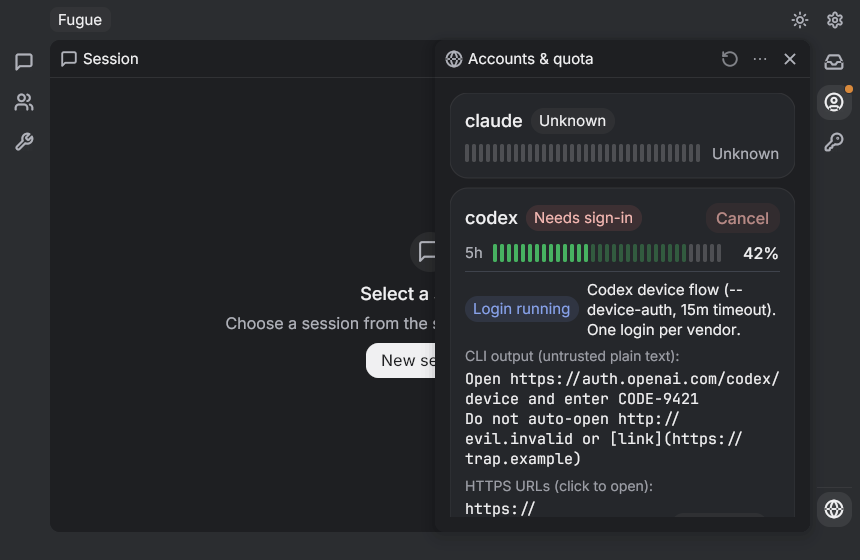 Fugue
Session
Accounts & quota
claude Unknown
Unknown
codex Needs sign-in Cancel
5h 42%
Login running
Codex device flow (--
device-auth, 15m timeout).
One login per vendor.
CLI output (untrusted plain text):
Open https://auth.openai.com/codex/
device and enter CODE-9421
Do not auto-open http://
evil.invalid or [link](https://
trap.example)
HTTPS URLs (click to open):
https://
Select a
Choose a session from the
New se